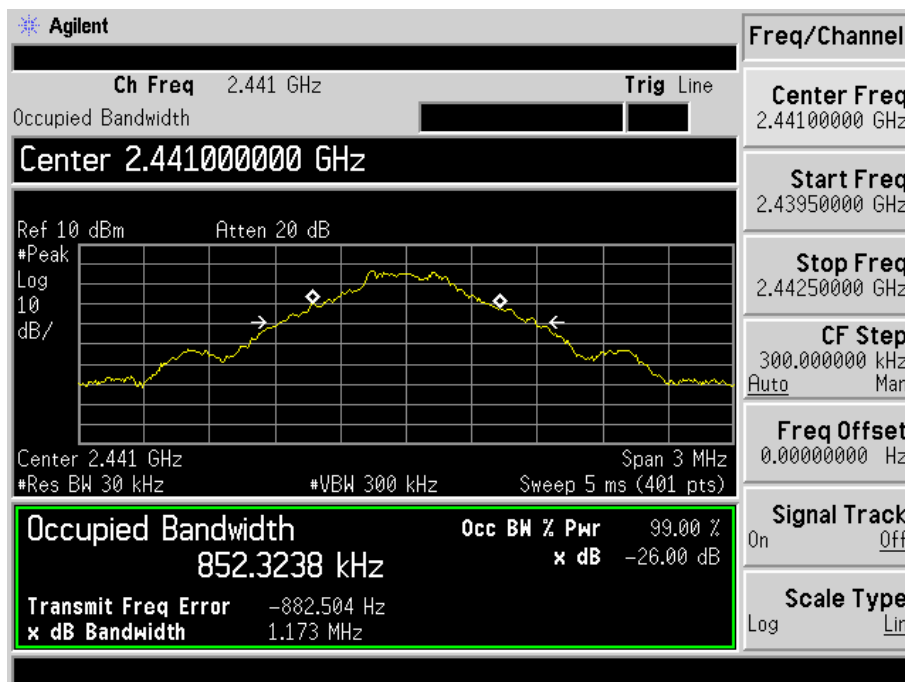 Agilent
Freq/Channel
Ch Freq 2.441 GHz Trig Line
Occupied Bandwidth
Center 2.441000000 GHz
Ref 10 dBm Atten 20 dB
#Peak
Log
10
dB/
Center 2.441 GHz Span 3 MHz
#Res BW 30 kHz #VBW 300 kHz Sweep 5 ms (401 pts)
Occupied Bandwidth
852.3238 kHz
Occ BW % Pwr 99.00 %
x dB -26.00 dB
Transmit Freq Error -882.504 Hz
x dB Bandwidth 1.173 MHz
Center Freq
2.44100000 GHz
Start Freq
2.43950000 GHz
Stop Freq
2.44250000 GHz
CF Step
300.000000 kHz
Auto Man
Freq Offset
0.00000000 Hz
Signal Track
On Off
Scale Type
Log Lin